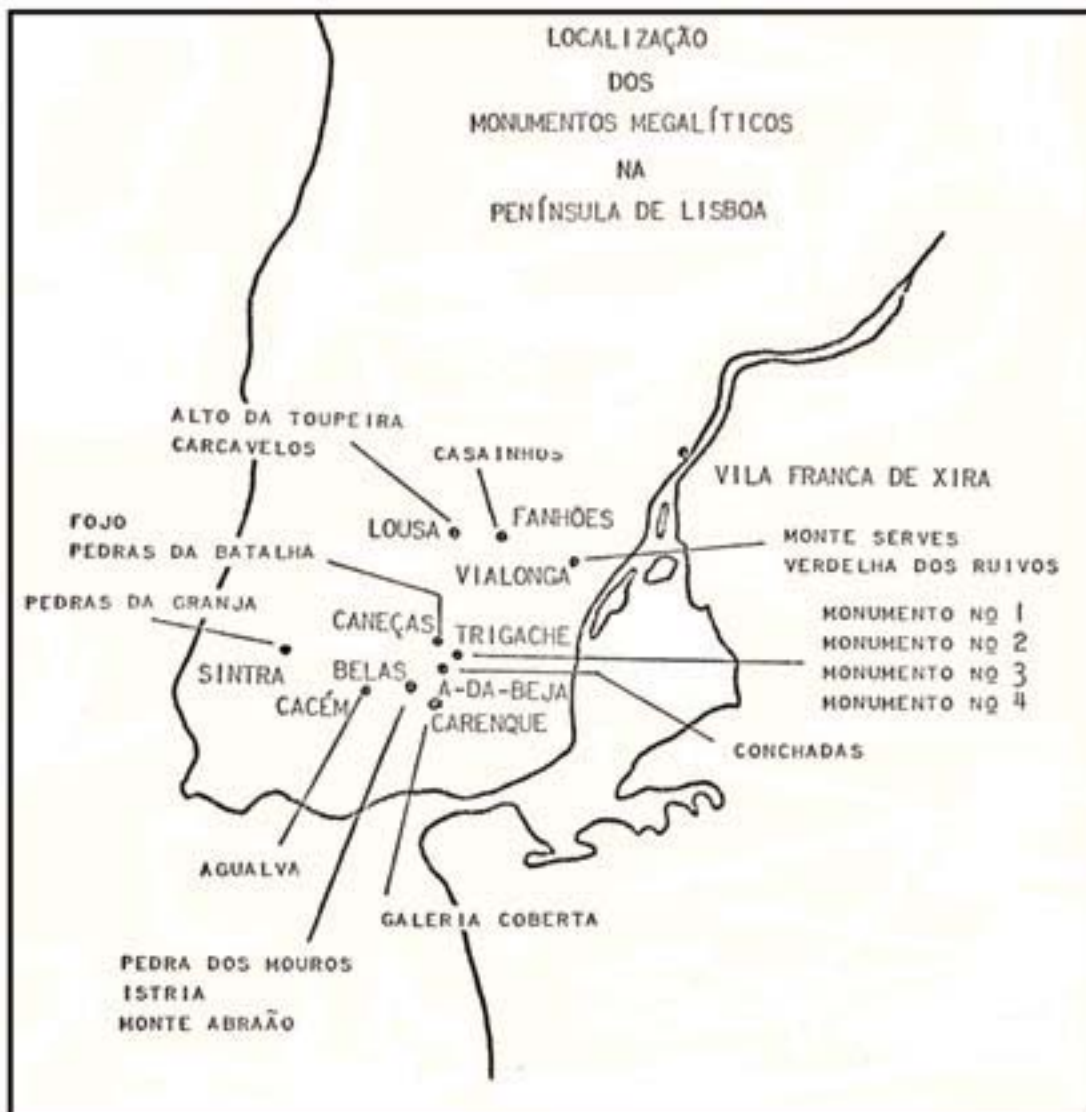 LOCALIZAÇÃO
DOS
MONUMENTOS MEGALÍTICOS
NA
PENÍNSULA DE LISBOA
ALTO DA TOUPEIRA
CARCAVELOS
CASAINHOS
VILA FRANCA DE XIRA
FOJO
PEDRAS DA BATALHA
LOUSA
FANHÕES
VIALONGA
MONTE SERVES
VERDELHA DOS RUIVOS
PEDRAS DA GRANJA
CANEÇAS
TRIGACHE
MONUMENTO Nº 1
MONUMENTO Nº 2
MONUMENTO Nº 3
MONUMENTO Nº 4
SINTRA
BELAS
A-DA-BEJA
CACÉM
CARENQUE
CONCHADAS
AGUALVA
GALERIA COBERTA
PEDRA DOS MOUROS
ISTRIA
MONTE ABRAÃO